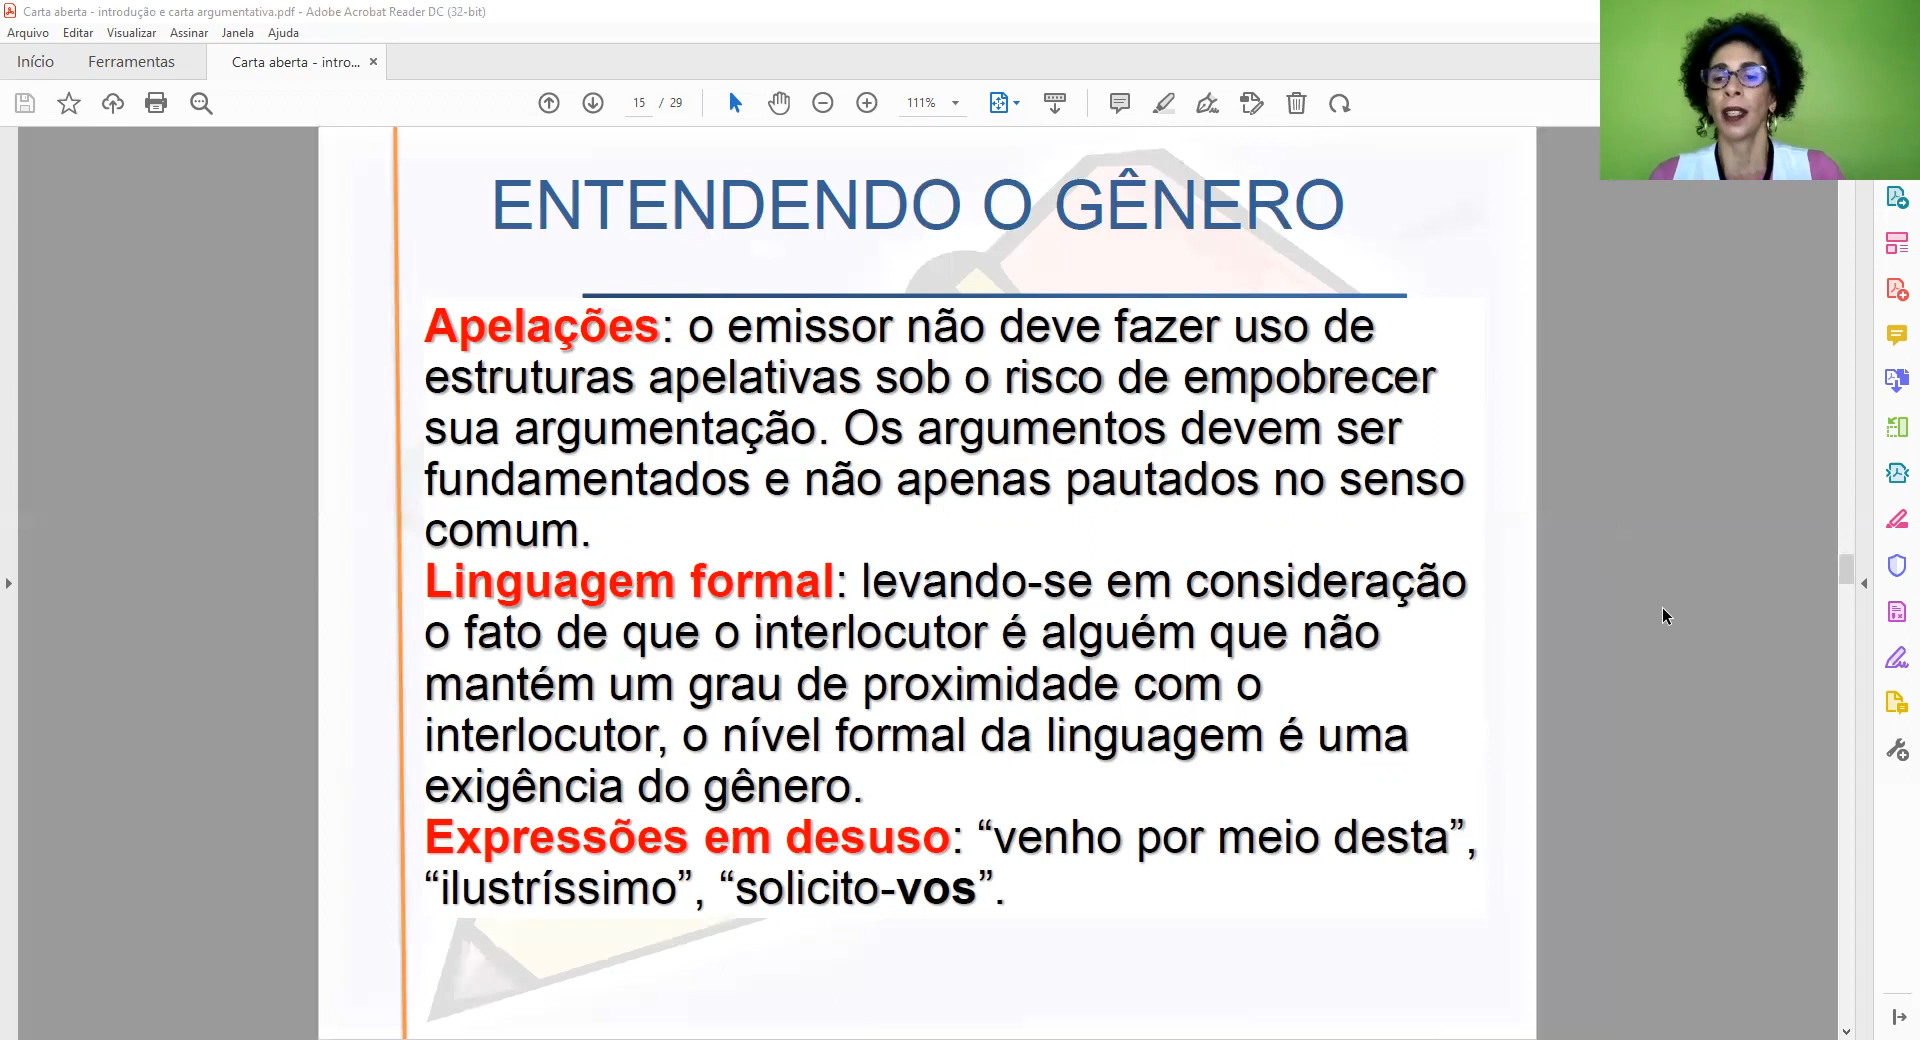 Carta aberta - introdução e carta argumentativa.pdf - Adobe Acrobat Reader DC (32-bit)
Arquivo Editar Visualizar Assinar Janela Ajuda
Início Ferramentas Carta aberta - intro... ×
15 / 29 111%
ENTENDENDO O GÊNERO
Apelações: o emissor não deve fazer uso de
estruturas apelativas sob o risco de empobrecer
sua argumentação. Os argumentos devem ser
fundamentados e não apenas pautados no senso
comum.
Linguagem formal: levando-se em consideração
o fato de que o interlocutor é alguém que não
mantém um grau de proximidade com o
interlocutor, o nível formal da linguagem é uma
exigência do gênero.
Expressões em desuso: “venho por meio desta”,
“ilustríssimo”, “solicito-vos”.